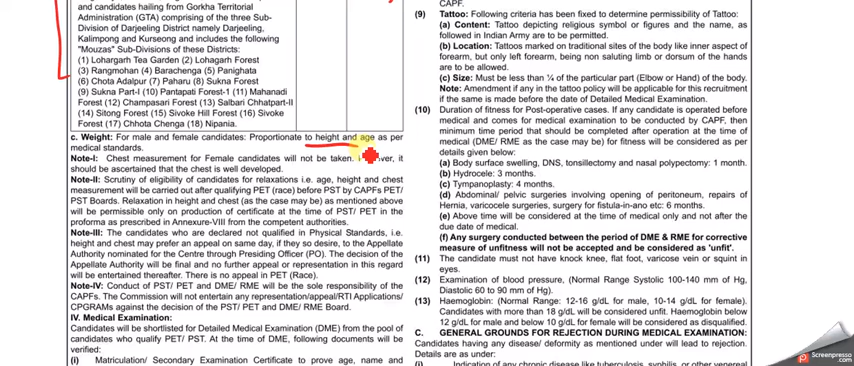 and candidates hailing from Gorkha Territorial
Administration (GTA) comprising of the three Sub-
Division of Darjeeling District namely Darjeeling,
Kalimpong and Kurseong and includes the following
"Mouzas" Sub-Divisions of these Districts:
(1) Lohargarh Tea Garden (2) Lohagarh Forest
(3) Rangmohan (4) Barachenga (5) Panighata
(6) Chota Adalpur (7) Paharu (8) Sukna Forest
(9) Sukna Part-I (10) Pantapati Forest-1 (11) Mahanadi
Forest (12) Champasari Forest (13) Salbari Chhatpart-II
(14) Sitong Forest (15) Sivoke Hill Forest (16) Sivoke
Forest (17) Chhota Chenga (18) Nipania.
c. Weight: For male and female candidates: Proportionate to height and age as per
medical standards.
Note-I: Chest measurement for Female candidates will not be taken. it
should be ascertained that the chest is well developed.
Note-II: Scrutiny of eligibility of candidates for relaxations i.e. age, height and chest
measurement will be carried out after qualifying PET (race) before PST by CAPFs PET/
PST Boards. Relaxation in height and chest (as the case may be) as mentioned above
will be permissible only on production of certificate at the time of PST/ PET in the
proforma as prescribed in Annexure-VIII from the competent authorities.
Note-III: The candidates who are declared not qualified in Physical Standards, i.e.
height and chest may prefer an appeal on same day, if they so desire, to the Appellate
Authority nominated for the Centre through Presiding Officer (PO). The decision of the
Appellate Authority will be final and no further appeal or representation in this regard
will be entertained thereafter. There is no appeal in PET (Race).
Note-IV: Conduct of PST/ PET and DME/ RME will be the sole responsibility of the
CAPFs. The Commission will not entertain any representation/appeal/RTI Applications/
CPGRAMs against the decision of the PST/ PET and DME/ RME Board.
IV. Medical Examination:
Candidates will be shortlisted for Detailed Medical Examination (DME) from the pool of
candidates who qualify PET/ PST. At the time of DME, following documents will be
verified:
(i) Matriculation/ Secondary Examination Certificate to prove age, name and
CAPF.
(9) Tattoo: Following criteria has been fixed to determine permissibility of Tattoo:
(a) Content: Tattoo depicting religious symbol or figures and the name, as
followed in Indian Army are to be permitted.
(b) Location: Tattoos marked on traditional sites of the body like inner aspect of
forearm, but only left forearm, being non saluting limb or dorsum of the hands
are to be allowed.
(c) Size: Must be less than ¼ of the particular part (Elbow or Hand) of the body.
Note: Amendment if any in the tattoo policy will be applicable for this recruitment
if the same is made before the date of Detailed Medical Examination.
(10) Duration of fitness for Post-operative cases. If any candidate is operated before
and comes for medical examination to be conducted by CAPF, then
minimum time period that should be completed after operation at the time of
medical (DME/ RME as the case may be) for fitness will be considered as per
details given below:
(a) Body surface swelling, DNS, tonsillectomy and nasal polypectomy: 1 month.
(b) Hydrocele: 3 months.
(c) Tympanoplasty: 4 months.
(d) Abdominal/ pelvic surgeries involving opening of peritoneum, repairs of
Hernia, varicocele surgeries, surgery for fistula-in-ano etc: 6 months.
(e) Above time will be considered at the time of medical only and not after the
due date of medical.
(f) Any surgery conducted between the period of DME & RME for corrective
measure of unfitness will not be accepted and be considered as 'unfit'.
(11) The candidate must not have knock knee, flat foot, varicose vein or squint in
eyes.
(12) Examination of blood pressure, (Normal Range Systolic 100-140 mm of Hg,
Diastolic 60 to 90 mm of Hg).
(13) Haemoglobin: (Normal Range: 12-16 g/dL for male, 10-14 g/dL for female).
Candidates with more than 18 g/dL will be considered unfit. Haemoglobin below
12 g/dL for male and below 10 g/dL for female will be considered as disqualified.
C. GENERAL GROUNDS FOR REJECTION DURING MEDICAL EXAMINATION:
Candidates having any disease/ deformity as mentioned under will lead to rejection.
Details are as under:
(i) Indication of any chronic disease like tuberculosis, syphilis, or other venereal
Screenpresso